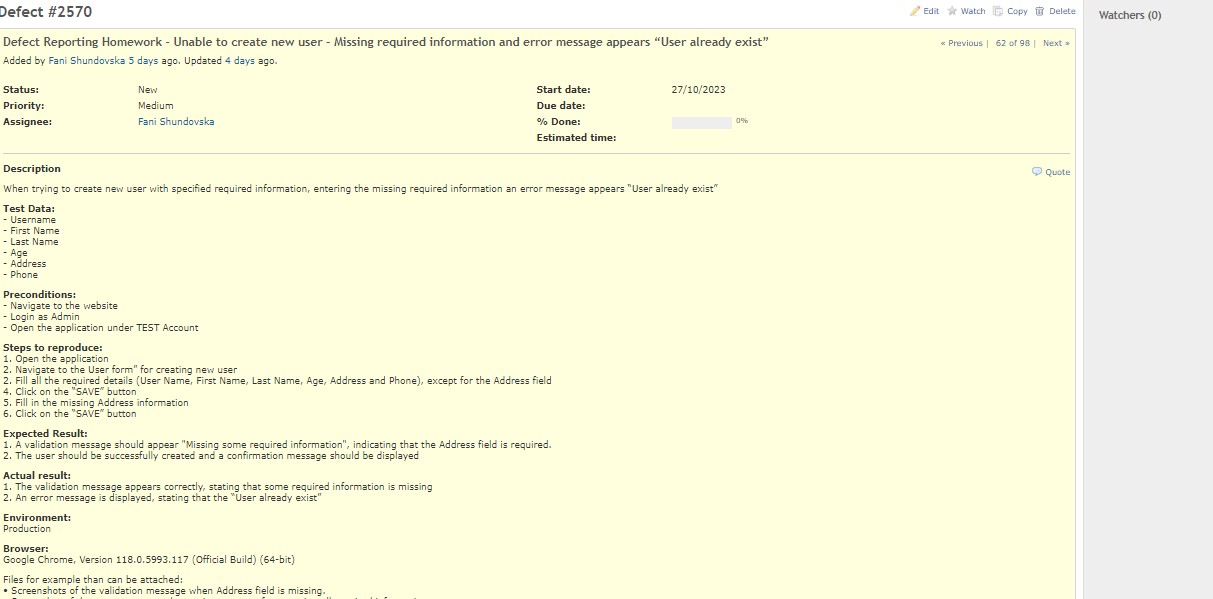 Defect #2570
Edit Watch Copy Delete
Watchers (0)
Defect Reporting Homework - Unable to create new user - Missing required information and error message appears “User already exist”
« Previous | 62 of 98 | Next »
Added by Fani Shundovska 5 days ago. Updated 4 days ago.
Status: New
Start date: 27/10/2023
Priority: Medium
Due date:
Assignee: Fani Shundovska
% Done: 0%
Estimated time:
Description
Quote
When trying to create new user with specified required information, entering the missing required information an error message appears “User already exist”
Test Data:
- Username
- First Name
- Last Name
- Age
- Address
- Phone
Preconditions:
- Navigate to the website
- Login as Admin
- Open the application under TEST Account
Steps to reproduce:
1. Open the application
2. Navigate to the User form” for creating new user
2. Fill all the required details (User Name, First Name, Last Name, Age, Address and Phone), except for the Address field
4. Click on the “SAVE” button
5. Fill in the missing Address information
6. Click on the “SAVE” button
Expected Result:
1. A validation message should appear "Missing some required information", indicating that the Address field is required.
2. The user should be successfully created and a confirmation message should be displayed
Actual result:
1. The validation message appears correctly, stating that some required information is missing
2. An error message is displayed, stating that the “User already exist”
Environment:
Production
Browser:
Google Chrome, Version 118.0.5993.117 (Official Build) (64-bit)
Files for example than can be attached:
• Screenshots of the validation message when Address field is missing.